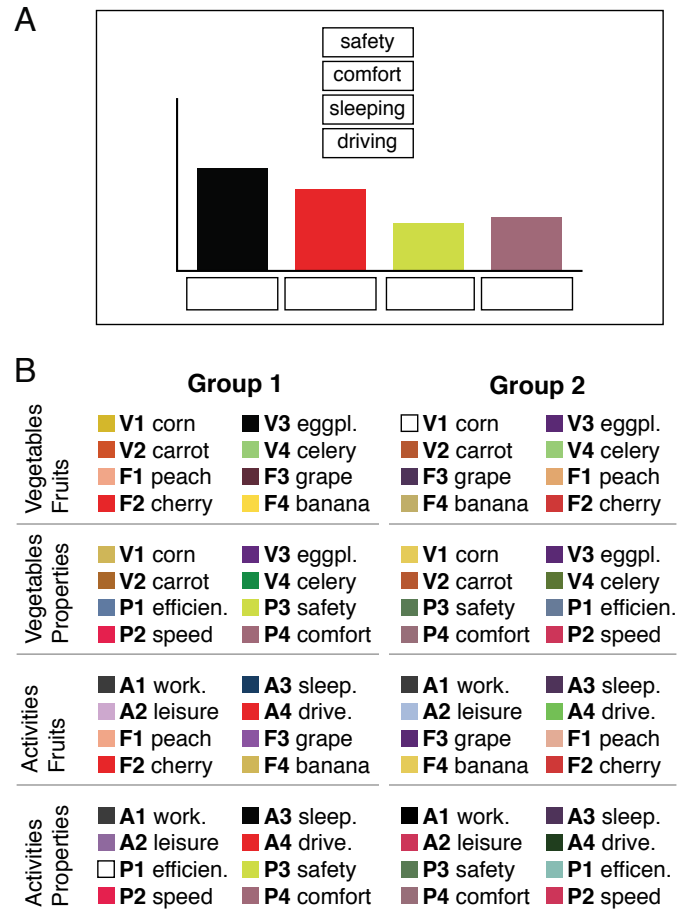 A
safety
comfort
sleeping
driving
B
Group 1 Group 2
Vegetables
Fruits
V1 corn V3 eggpl. V1 corn V3 eggpl.
V2 carrot V4 celery V2 carrot V4 celery
F1 peach F3 grape F3 grape F1 peach
F2 cherry F4 banana F4 banana F2 cherry
Vegetables
Properties
V1 corn V3 eggpl. V1 corn V3 eggpl.
V2 carrot V4 celery V2 carrot V4 celery
P1 efficien. P3 safety P3 safety P1 efficien.
P2 speed P4 comfort P4 comfort P2 speed
Activities
Fruits
A1 work. A3 sleep. A1 work. A3 sleep.
A2 leisure A4 drive. A2 leisure A4 drive.
F1 peach F3 grape F3 grape F1 peach
F2 cherry F4 banana F4 banana F2 cherry
Activities
Properties
A1 work. A3 sleep. A1 work. A3 sleep.
A2 leisure A4 drive. A2 leisure A4 drive.
P1 efficien. P3 safety P3 safety P1 efficen.
P2 speed P4 comfort P4 comfort P2 speed